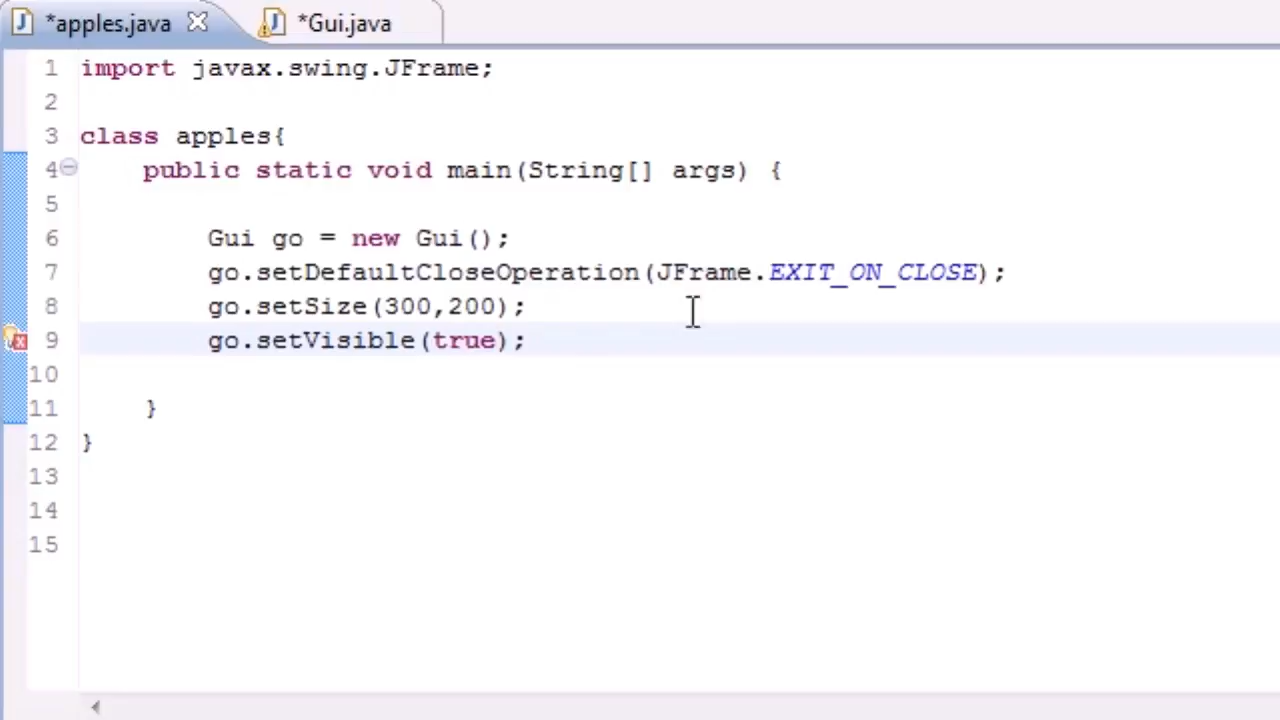 *apples.java *Gui.java
1 import javax.swing.JFrame;
2
3 class apples{
4 public static void main(String[] args) {
5
6 Gui go = new Gui();
7 go.setDefaultCloseOperation(JFrame.EXIT_ON_CLOSE);
8 go.setSize(300,200);
9 go.setVisible(true);
10
11 }
12 }
13
14
15